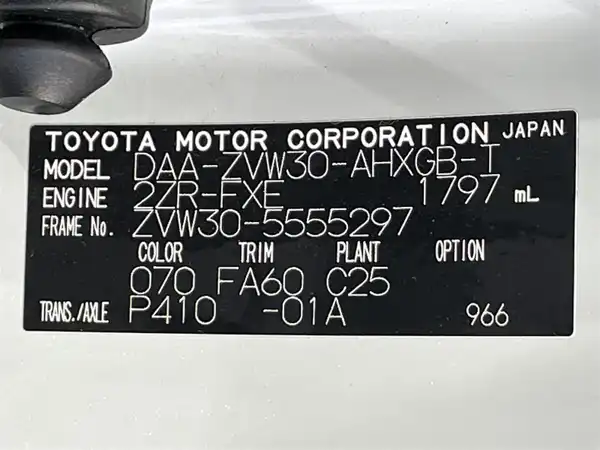 TOYOTA MOTOR CORPORATION JAPAN
MODEL DAA-ZVW30-AHXGB-T
ENGINE 2ZR-FXE 1797 mL
FRAME No. ZVW30-5555297
COLOR TRIM PLANT OPTION
070 FA60 C25
TRANS./AXLE P410 -01A 966